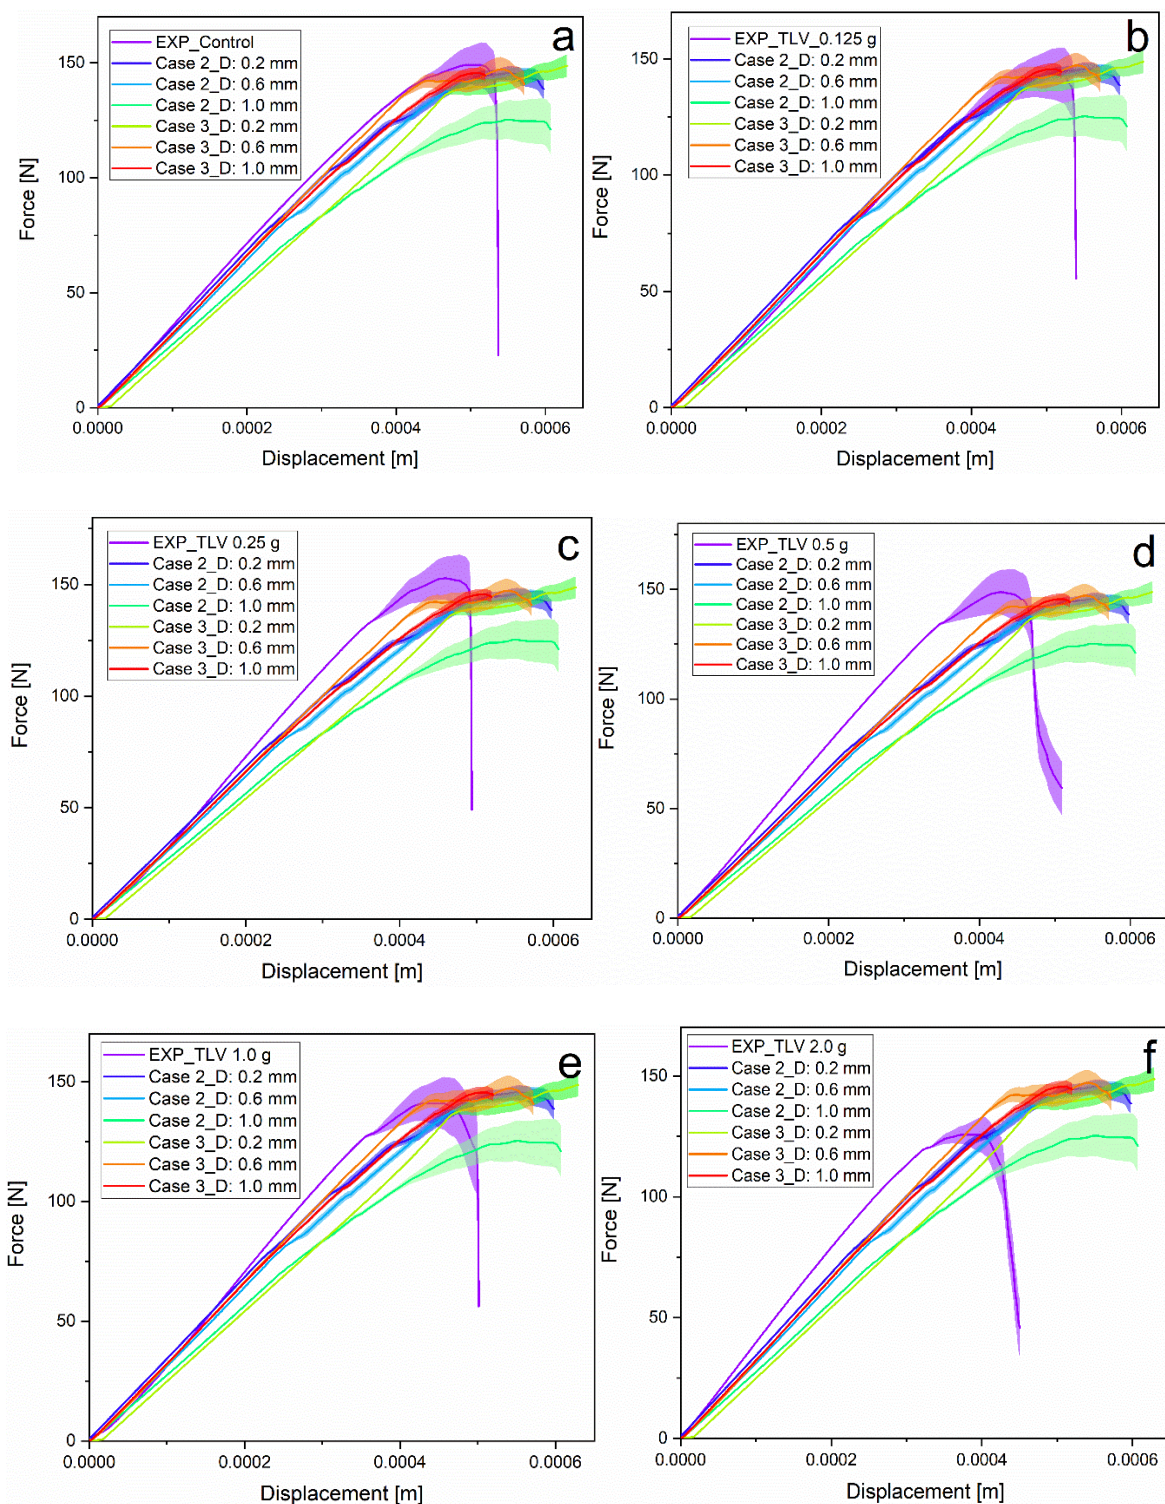 a
EXP_Control
Case 2_D: 0.2 mm
Case 2_D: 0.6 mm
Case 2_D: 1.0 mm
Case 3_D: 0.2 mm
Case 3_D: 0.6 mm
Case 3_D: 1.0 mm
150
100
50
0
Force [N]
0.0000 0.0002 0.0004 0.0006
Displacement [m]
b
EXP_TLV_0.125 g
Case 2_D: 0.2 mm
Case 2_D: 0.6 mm
Case 2_D: 1.0 mm
Case 3_D: 0.2 mm
Case 3_D: 0.6 mm
Case 3_D: 1.0 mm
150
100
50
0
Force [N]
0.0000 0.0002 0.0004 0.0006
Displacement [m]
c
EXP_TLV 0.25 g
Case 2_D: 0.2 mm
Case 2_D: 0.6 mm
Case 2_D: 1.0 mm
Case 3_D: 0.2 mm
Case 3_D: 0.6 mm
Case 3_D: 1.0 mm
150
100
50
0
Force [N]
0.0000 0.0002 0.0004 0.0006
Displacement [m]
d
EXP_TLV 0.5 g
Case 2_D: 0.2 mm
Case 2_D: 0.6 mm
Case 2_D: 1.0 mm
Case 3_D: 0.2 mm
Case 3_D: 0.6 mm
Case 3_D: 1.0 mm
150
100
50
0
Force [N]
0.0000 0.0002 0.0004 0.0006
Displacement [m]
e
EXP_TLV 1.0 g
Case 2_D: 0.2 mm
Case 2_D: 0.6 mm
Case 2_D: 1.0 mm
Case 3_D: 0.2 mm
Case 3_D: 0.6 mm
Case 3_D: 1.0 mm
150
100
50
0
Force [N]
0.0000 0.0002 0.0004 0.0006
Displacement [m]
f
EXP_TLV 2.0 g
Case 2_D: 0.2 mm
Case 2_D: 0.6 mm
Case 2_D: 1.0 mm
Case 3_D: 0.2 mm
Case 3_D: 0.6 mm
Case 3_D: 1.0 mm
150
100
50
0
Force [N]
0.0000 0.0002 0.0004 0.0006
Displacement [m]